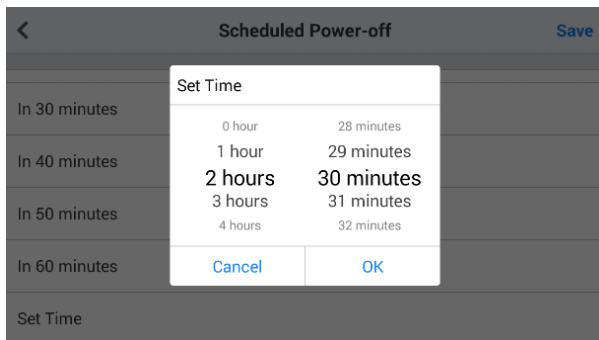 Scheduled Power-off
Save
In 30 minutes
In 40 minutes
In 50 minutes
In 60 minutes
Set Time
Set Time
0 hour 28 minutes
1 hour 29 minutes
2 hours 30 minutes
3 hours 31 minutes
4 hours 32 minutes
Cancel OK